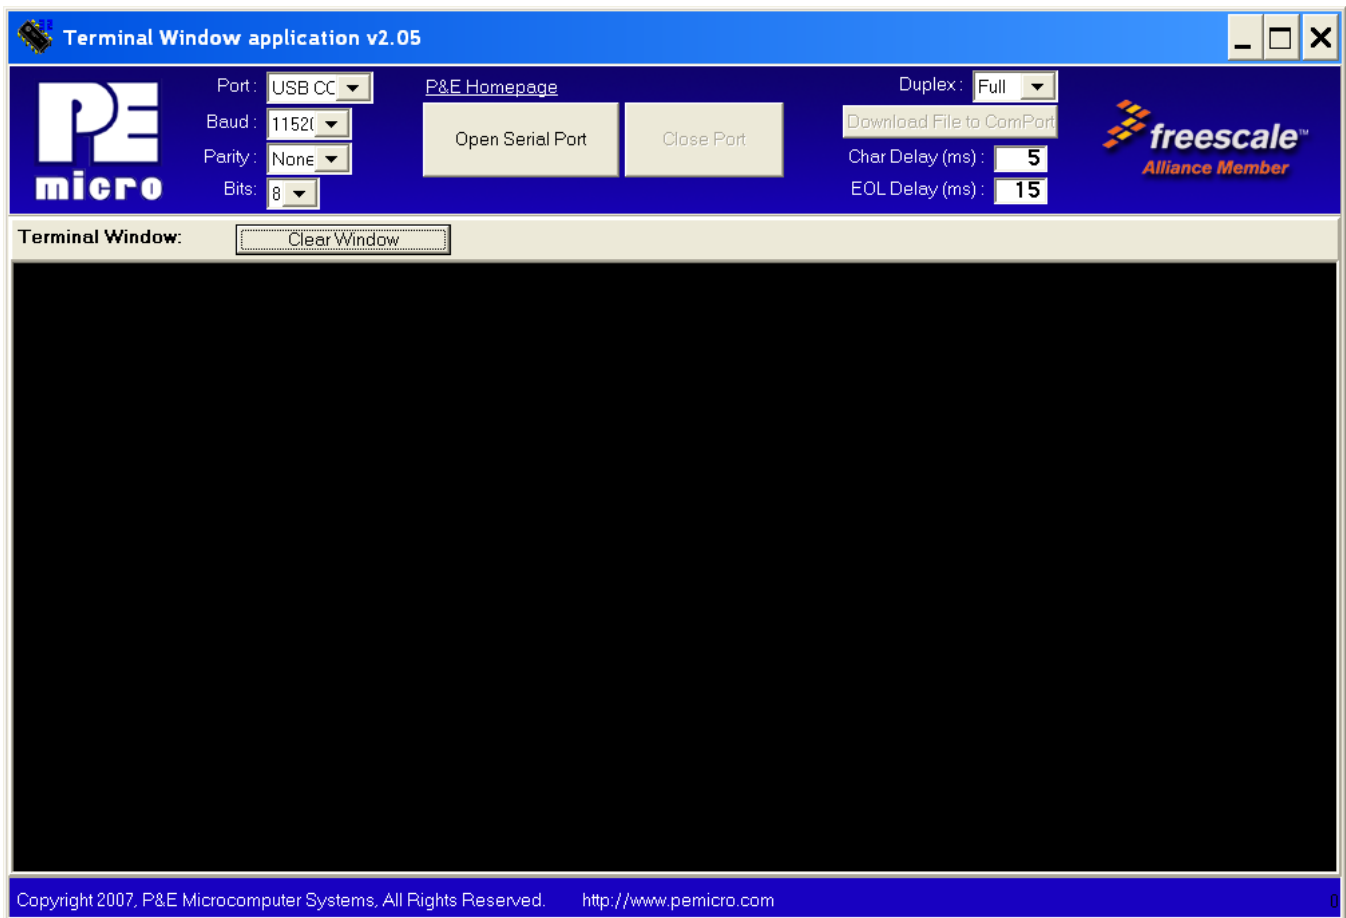 Terminal Window application v2.05
PE
micro
Port: USB CC
Baud: 1152(
Parity: None
Bits: 8
P&E Homepage
Open Serial Port
Close Port
Duplex: Full
Download File to ComPort
Char Delay (ms): 5
EOL Delay (ms): 15
freescale™
Alliance Member
Terminal Window:
Clear Window
Copyright 2007, P&E Microcomputer Systems, All Rights Reserved. http://www.pemicro.com 0